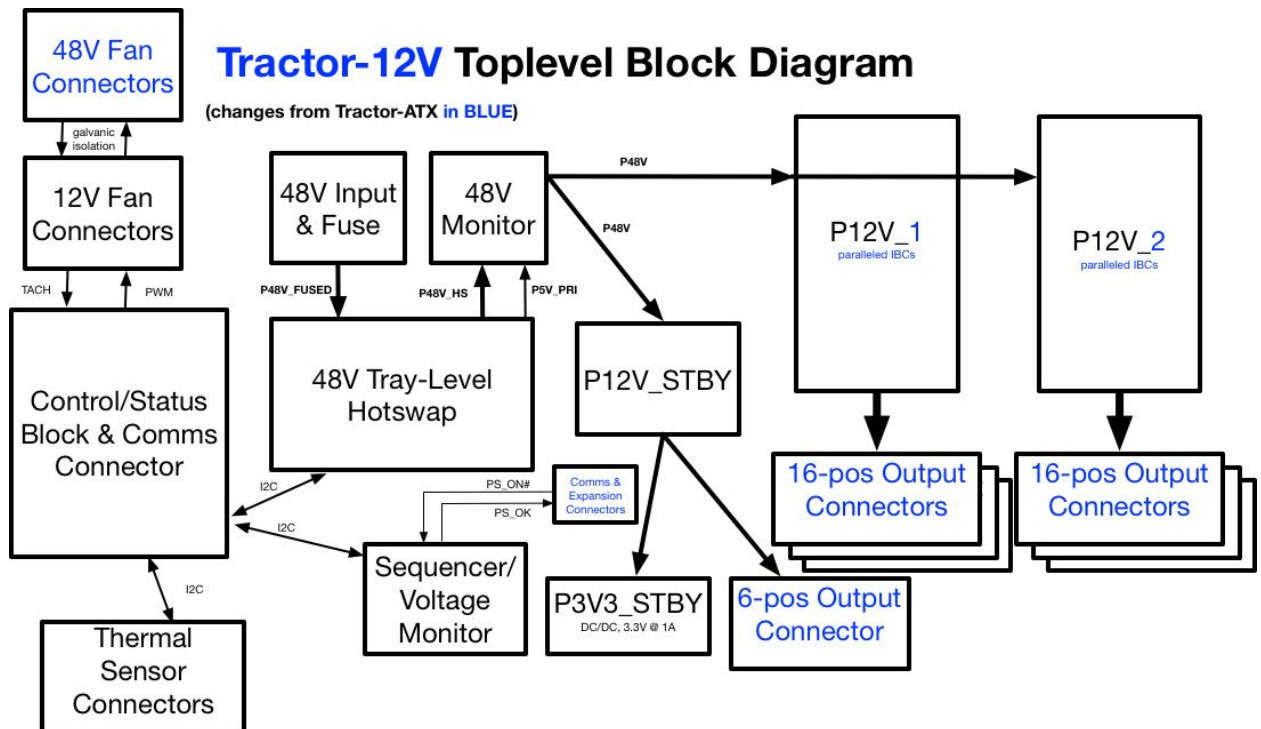 Tractor-12V Toplevel Block Diagram
(changes from Tractor-ATX in BLUE)
48V Fan
Connectors
galvanic
isolation
12V Fan
Connectors
TACH
PWM
Control/Status
Block & Comms
Connector
I2C
Thermal
Sensor
Connectors
48V Input
& Fuse
P48V_FUSED
48V
Monitor
P48V_HS
P5V_PRI
48V Tray-Level
Hotswap
I2C
I2C
PS_ON#
PS_OK
Comms &
Expansion
Connectors
Sequencer/
Voltage
Monitor
P48V
P48V
P12V_STBY
P3V3_STBY
DC/DC, 3.3V @ 1A
6-pos Output
Connector
P12V_1
paralleled IBCs
16-pos Output
Connectors
P12V_2
paralleled IBCs
16-pos Output
Connectors